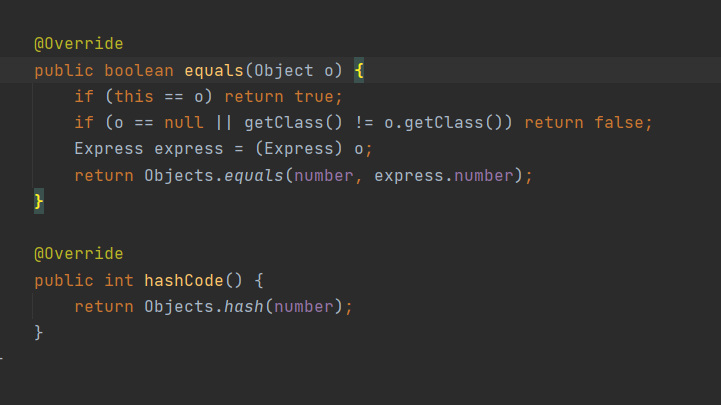 @Override
public boolean equals(Object o) {
if (this == o) return true;
if (o == null || getClass() != o.getClass()) return false;
Express express = (Express) o;
return Objects.equals(number, express.number);
}
@Override
public int hashCode() {
return Objects.hash(number);
}